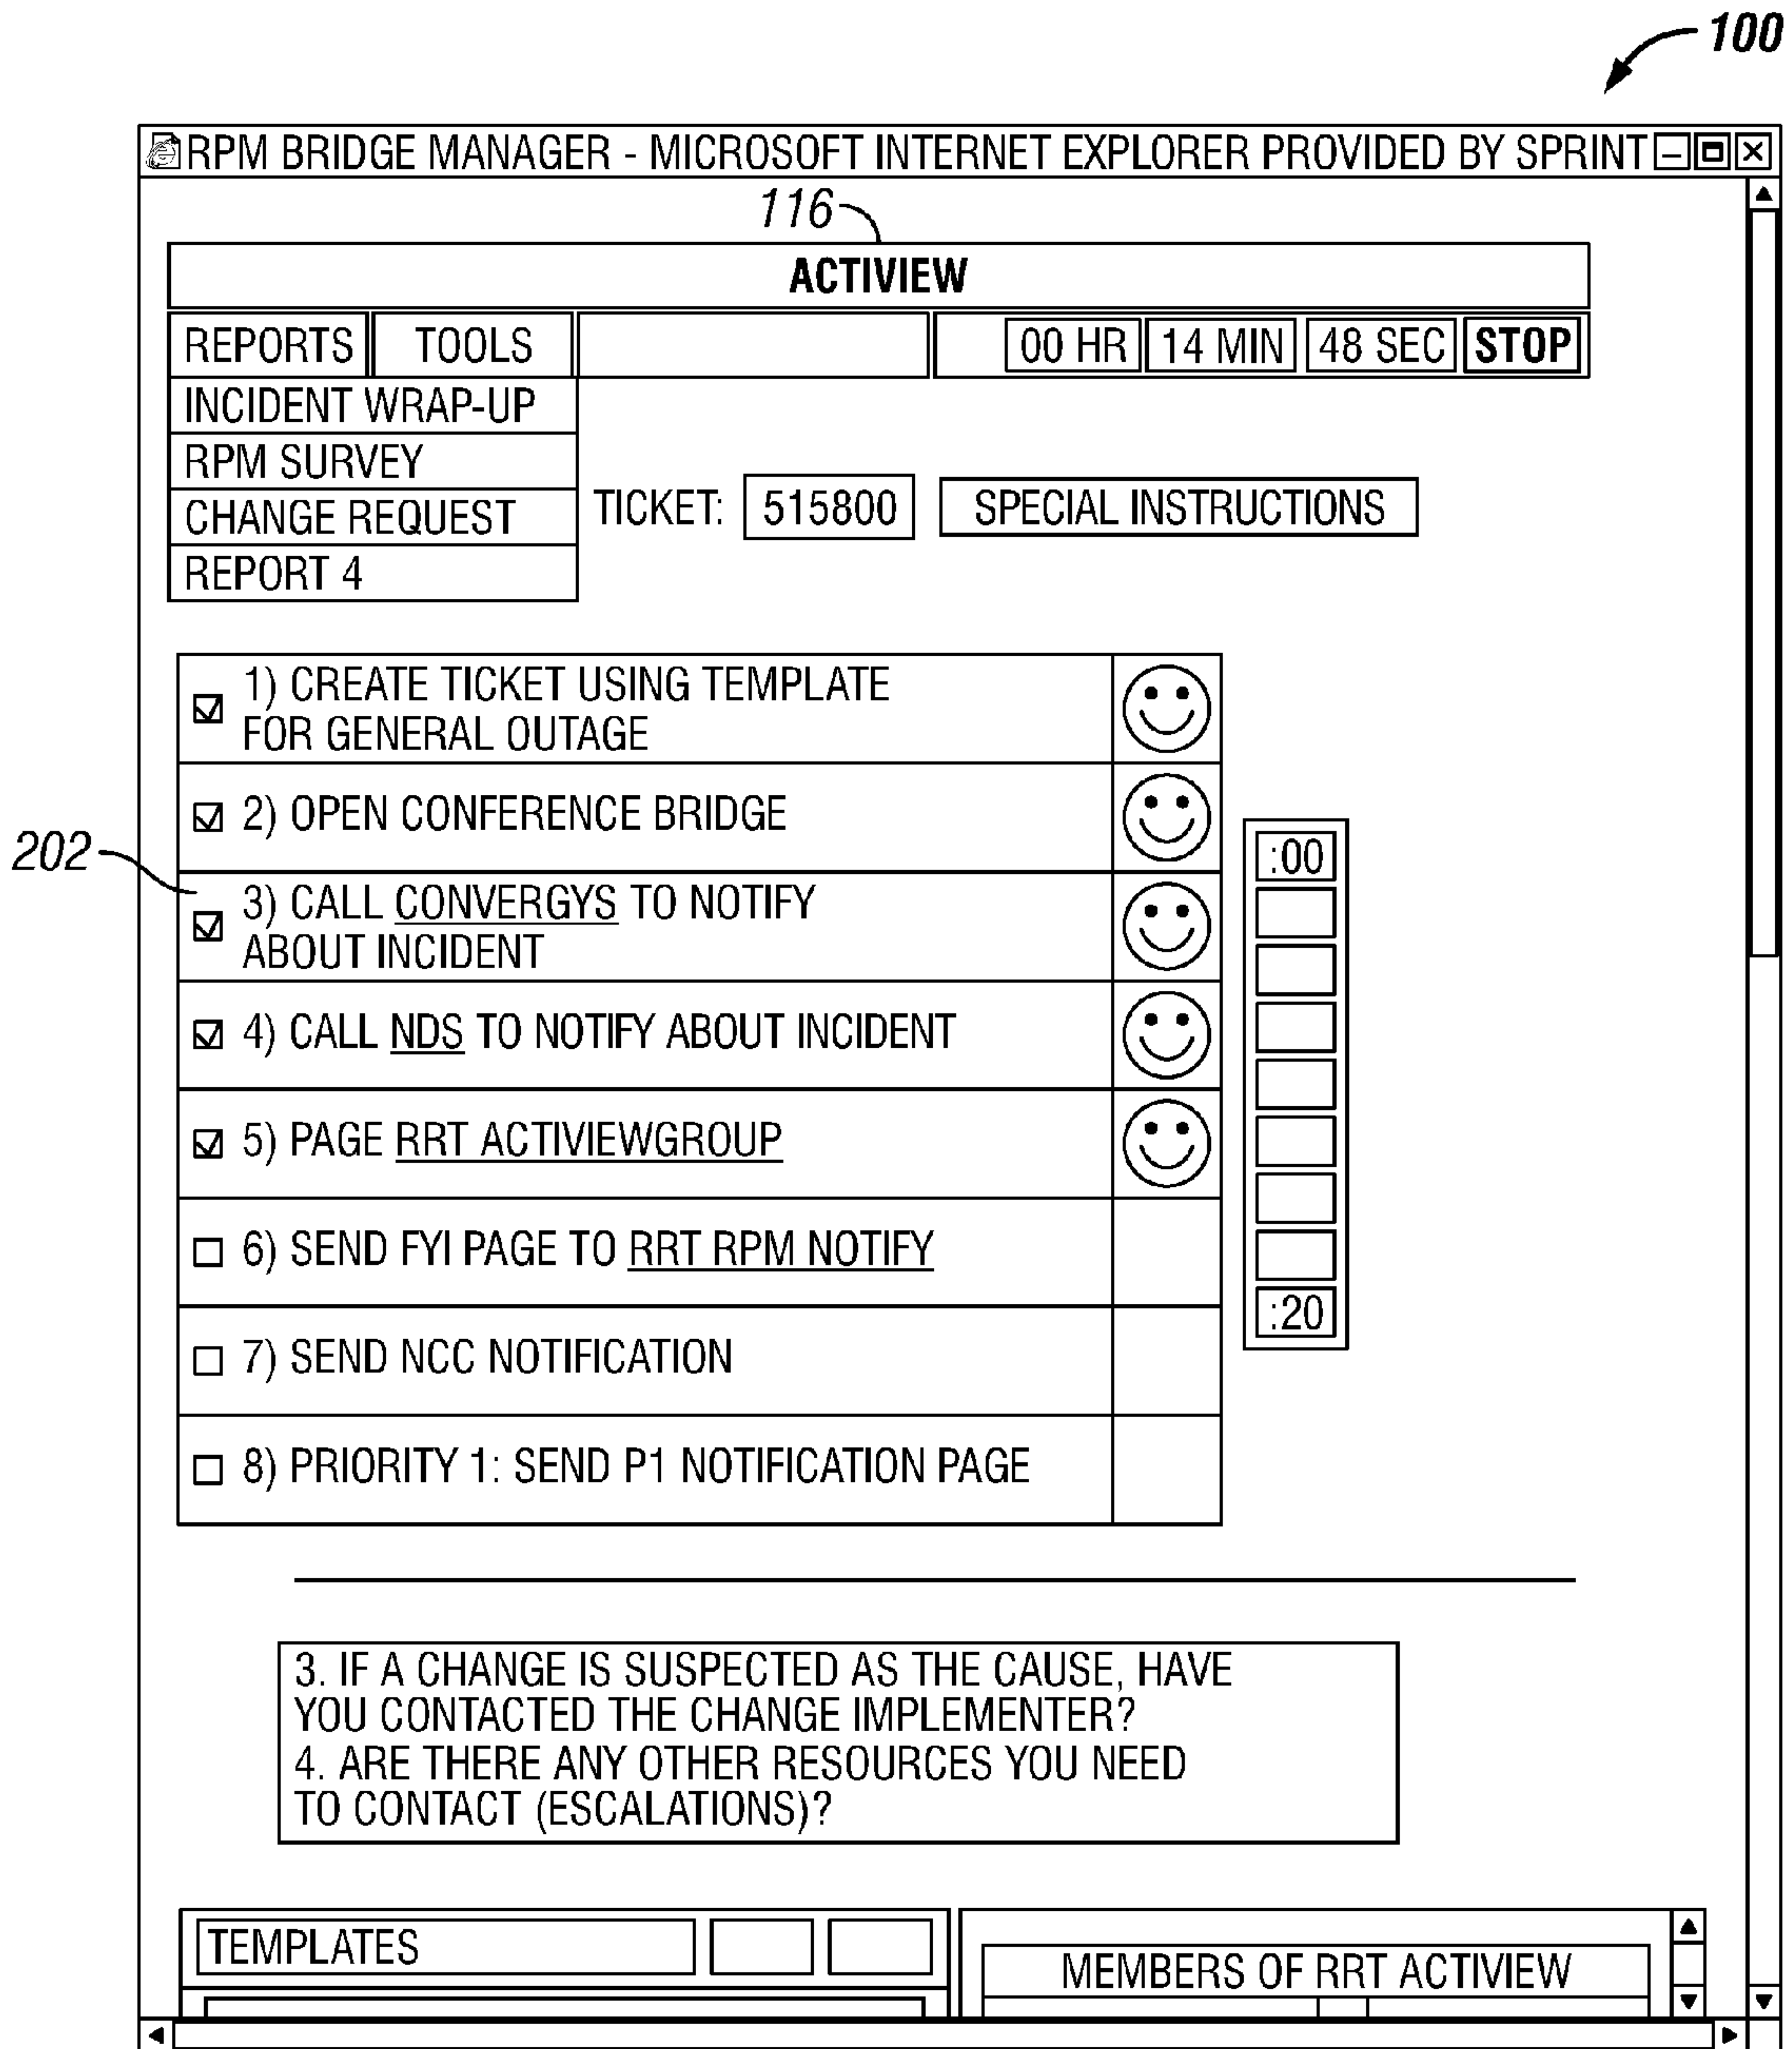 100
RPM BRIDGE MANAGER - MICROSOFT INTERNET EXPLORER PROVIDED BY SPRINT
116
ACTIVIEW
REPORTS TOOLS 00 HR 14 MIN 48 SEC STOP
INCIDENT WRAP-UP
RPM SURVEY
CHANGE REQUEST
REPORT 4
TICKET: 515800 SPECIAL INSTRUCTIONS
1) CREATE TICKET USING TEMPLATE
FOR GENERAL OUTAGE
2) OPEN CONFERENCE BRIDGE
202
3) CALL CONVERGYS TO NOTIFY
ABOUT INCIDENT
4) CALL NDS TO NOTIFY ABOUT INCIDENT
5) PAGE RRT ACTIVIEWGROUP
6) SEND FYI PAGE TO RRT RPM NOTIFY
7) SEND NCC NOTIFICATION
8) PRIORITY 1: SEND P1 NOTIFICATION PAGE
:00
:20
3. IF A CHANGE IS SUSPECTED AS THE CAUSE, HAVE
YOU CONTACTED THE CHANGE IMPLEMENTER?
4. ARE THERE ANY OTHER RESOURCES YOU NEED
TO CONTACT (ESCALATIONS)?
TEMPLATES
MEMBERS OF RRT ACTIVIEW